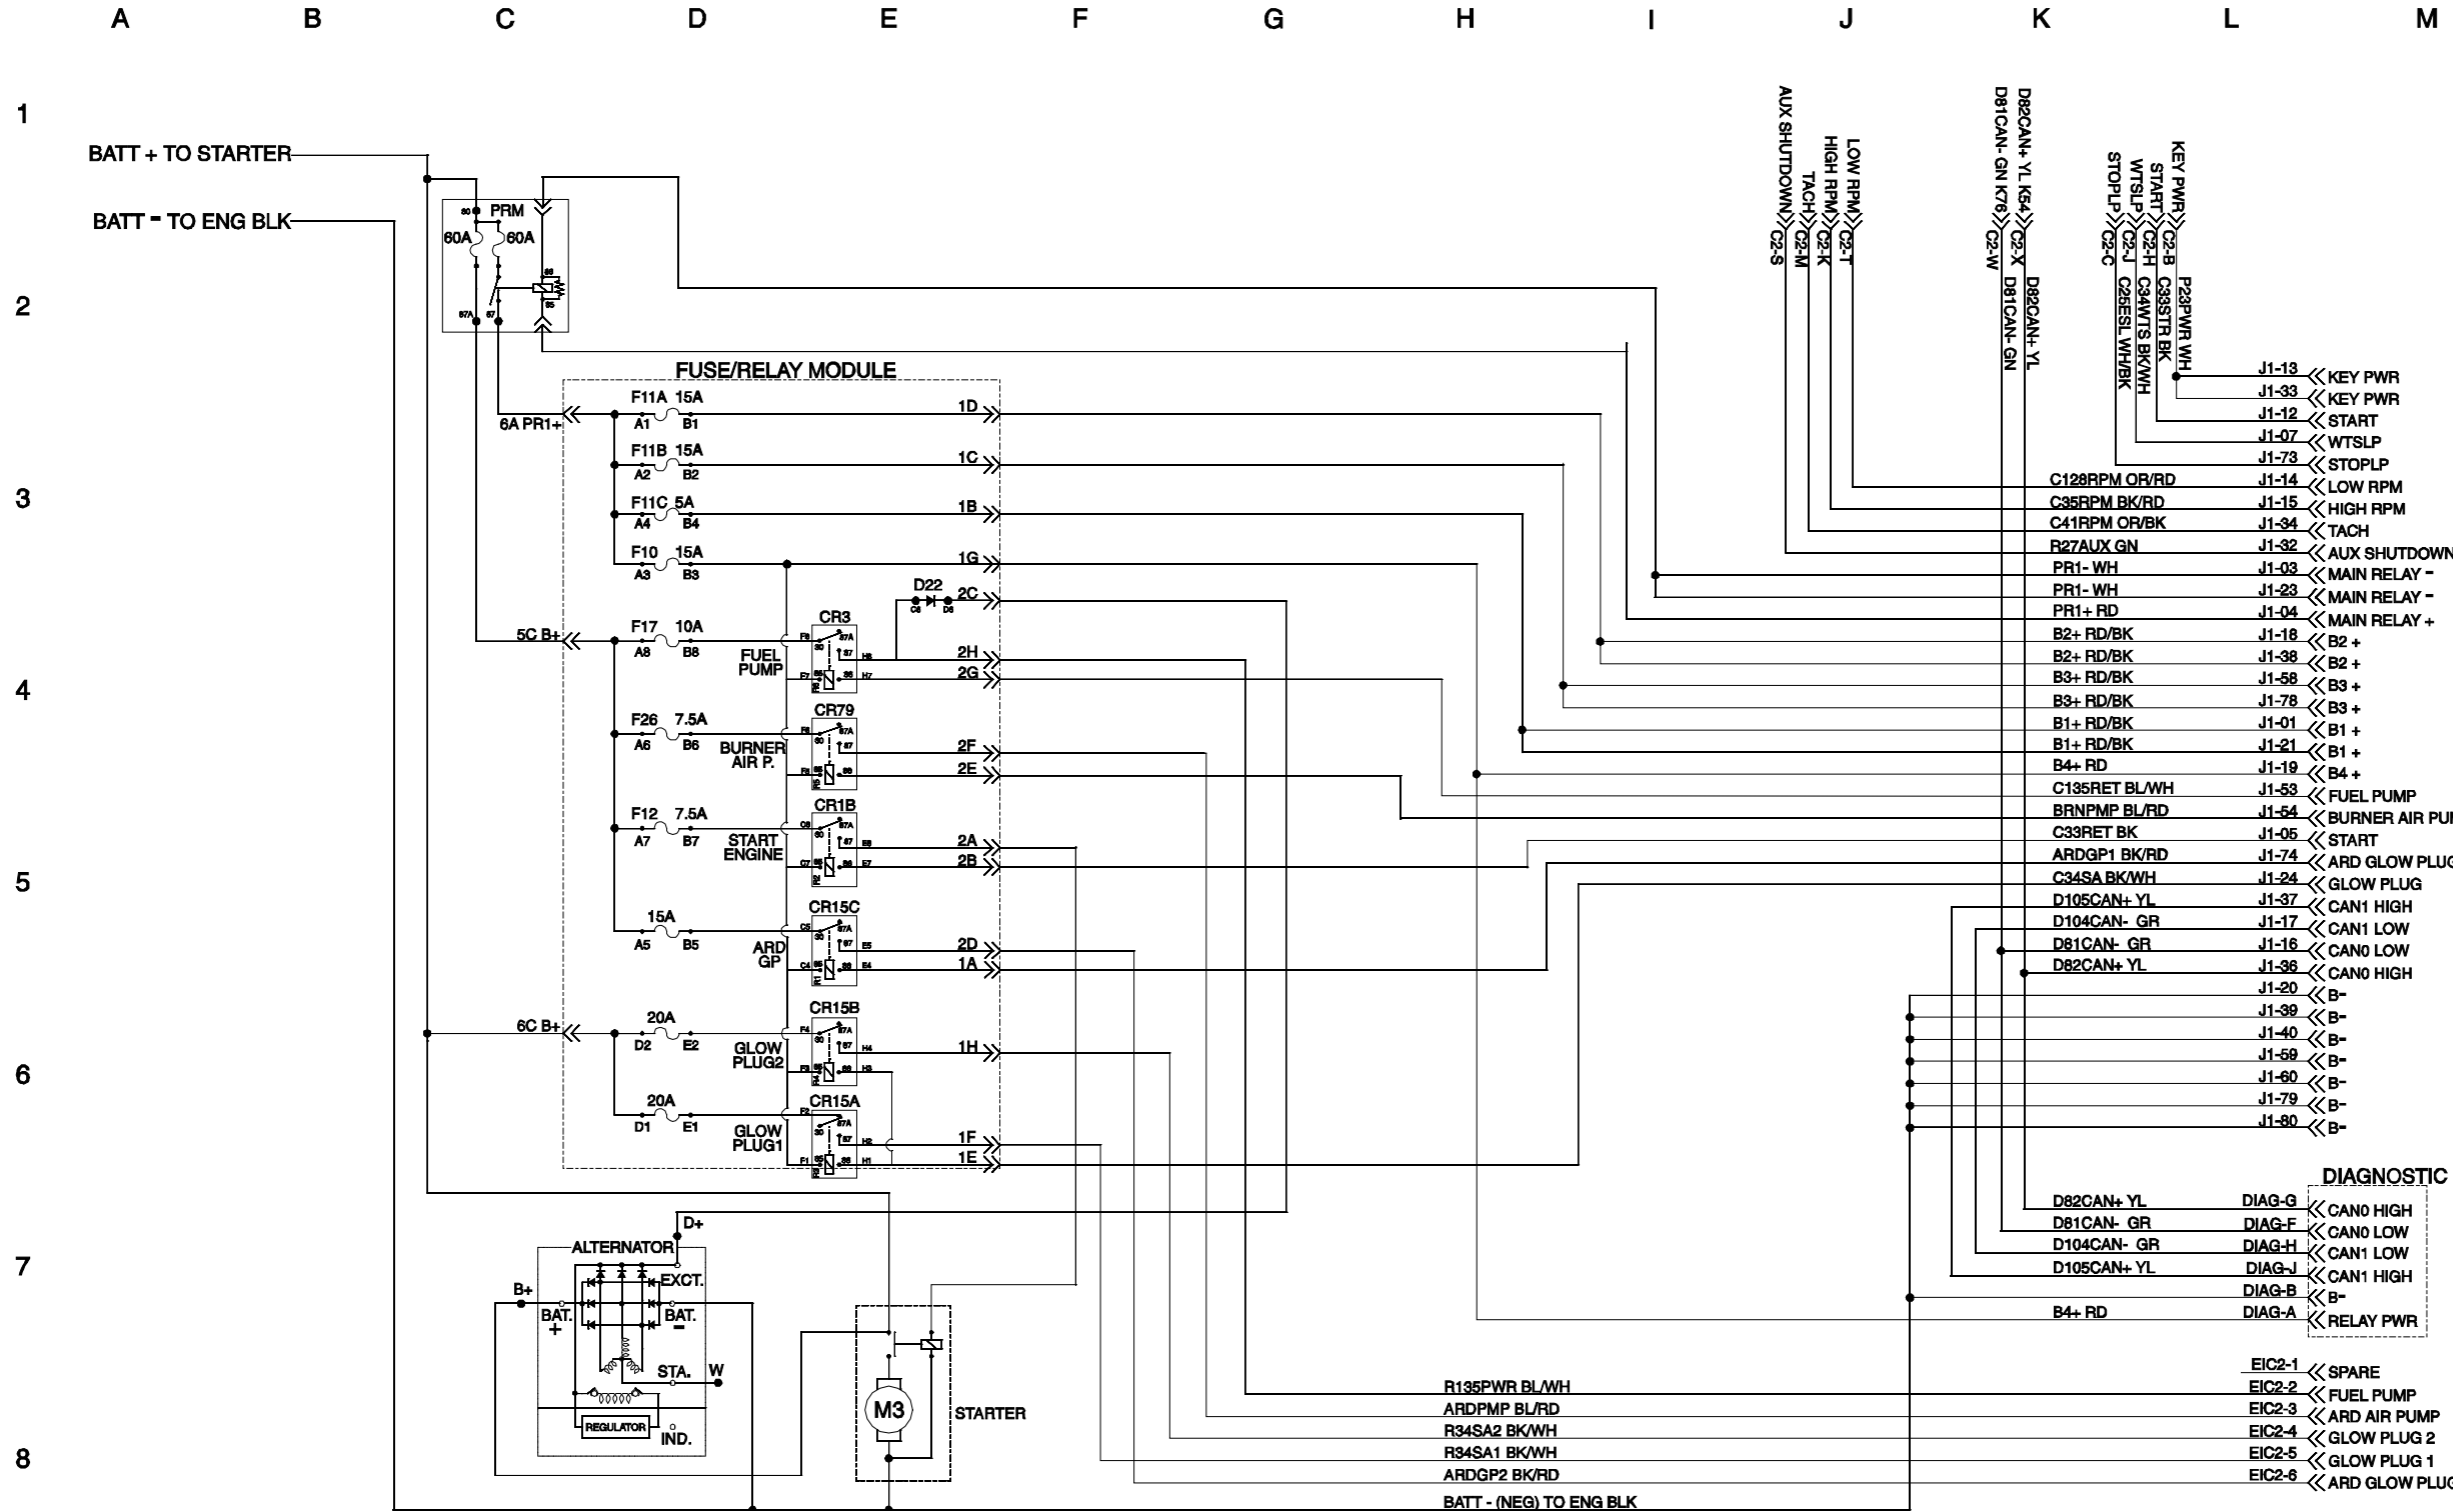 A B C D E F G H I J K L M
1
2
3
4
5
6
7
8
BATT + TO STARTER
BATT - TO ENG BLK
PRM
60A
60A
30
86
85
87A
87
FUSE/RELAY MODULE
6A PR1+
F11A 15A
A1 B1
1D
F11B 15A
A2 B2
1C
F11C 5A
A4 B4
1B
F10 15A
A3 B3
1G
D22
2C
5C B+
F17 10A
A8 B8
FUEL
PUMP
CR3
2H
2G
F26 7.5A
A6 B6
BURNER
AIR P.
CR79
2F
2E
F12 7.5A
A7 B7
START
ENGINE
CR1B
2A
2B
15A
A5 B5
ARD
GP
CR15C
2D
1A
6C B+
20A
D2 E2
GLOW
PLUG2
CR15B
1H
20A
D1 E1
GLOW
PLUG1
CR15A
1F
1E
D+
ALTERNATOR
EXCT.
B+
BAT.
+
BAT.
-
STA.
W
REGULATOR
IND.
M3
STARTER
AUX SHUTDOWN
TACH
HIGH RPM
LOW RPM
C2-S
C2-M
C2-K
C2-T
D81CAN- GN K76
D82CAN+ YL K54
C2-W
C2-X
D81CAN- GN
D82CAN+ YL
STOPLP
WTSLP
START
KEY PWR
C2-C
C2-J
C2-H
C2-B
C25ESL WH/BK
C34WTS BK/WH
C33STR BK
P23PWR WH
J1-13 KEY PWR
J1-33 KEY PWR
J1-12 START
J1-07 WTSLP
J1-73 STOPLP
C128RPM OR/RD J1-14 LOW RPM
C35RPM BK/RD J1-15 HIGH RPM
C41RPM OR/BK J1-34 TACH
R27AUX GN J1-32 AUX SHUTDOWN
PR1- WH J1-03 MAIN RELAY -
PR1- WH J1-23 MAIN RELAY -
PR1+ RD J1-04 MAIN RELAY +
B2+ RD/BK J1-18 B2 +
B2+ RD/BK J1-38 B2 +
B3+ RD/BK J1-58 B3 +
B3+ RD/BK J1-78 B3 +
B1+ RD/BK J1-01 B1 +
B1+ RD/BK J1-21 B1 +
B4+ RD J1-19 B4 +
C135RET BL/WH J1-53 FUEL PUMP
BRNPMP BL/RD J1-54 BURNER AIR PU
C33RET BK J1-05 START
ARDGP1 BK/RD J1-74 ARD GLOW PLUG
C34SA BK/WH J1-24 GLOW PLUG
D105CAN+ YL J1-37 CAN1 HIGH
D104CAN- GR J1-17 CAN1 LOW
D81CAN- GR J1-16 CAN0 LOW
D82CAN+ YL J1-36 CAN0 HIGH
J1-20 B-
J1-39 B-
J1-40 B-
J1-59 B-
J1-60 B-
J1-79 B-
J1-80 B-
DIAGNOSTIC
D82CAN+ YL DIAG-G CAN0 HIGH
D81CAN- GR DIAG-F CAN0 LOW
D104CAN- GR DIAG-H CAN1 LOW
D105CAN+ YL DIAG-J CAN1 HIGH
DIAG-B B-
B4+ RD DIAG-A RELAY PWR
EIC2-1 SPARE
R135PWR BL/WH EIC2-2 FUEL PUMP
ARDPMP BL/RD EIC2-3 ARD AIR PUMP
R34SA2 BK/WH EIC2-4 GLOW PLUG 2
R34SA1 BK/WH EIC2-5 GLOW PLUG 1
ARDGP2 BK/RD EIC2-6 ARD GLOW PLUG
BATT - (NEG) TO ENG BLK